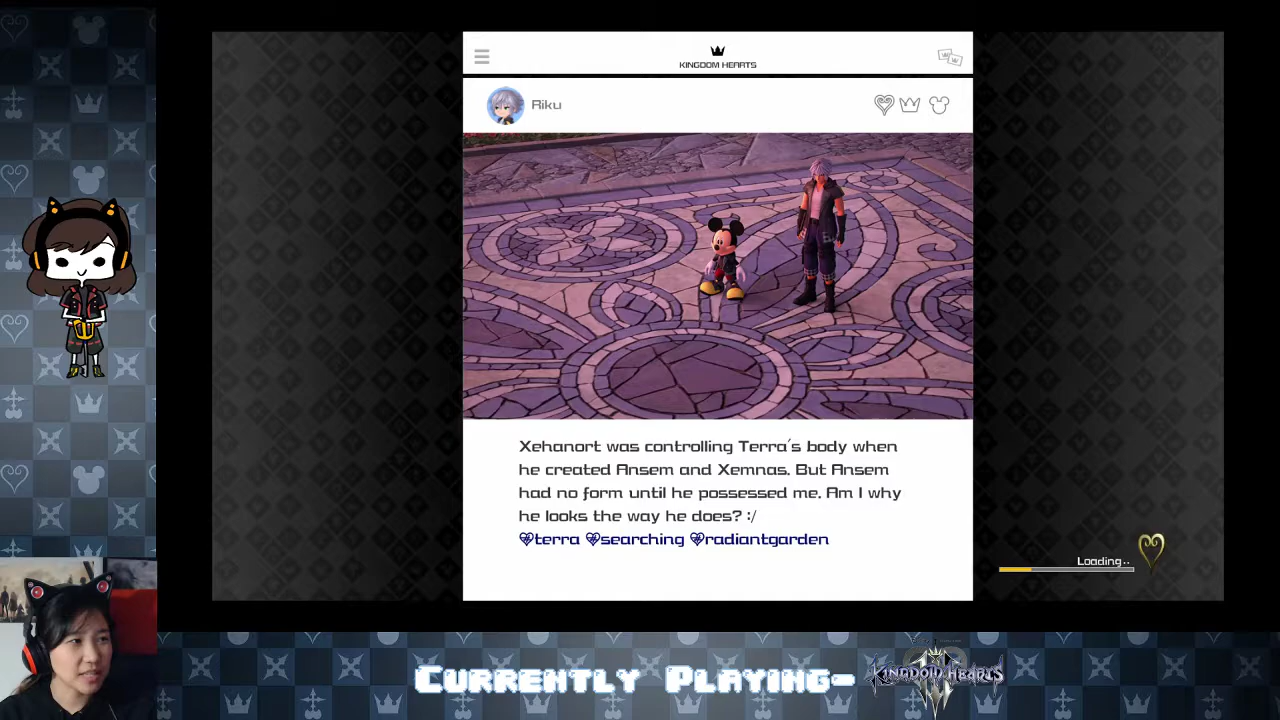 KINGDOM HEARTS
Riku
Xehanort was controlling Terra's body when
he created Ansem and Xemnas. But Ansem
had no form until he possessed me. Am I why
he looks the way he does? :/
terra searching radiantgarden
Loading..
Currently Playing-
KINGDOM HEARTS III